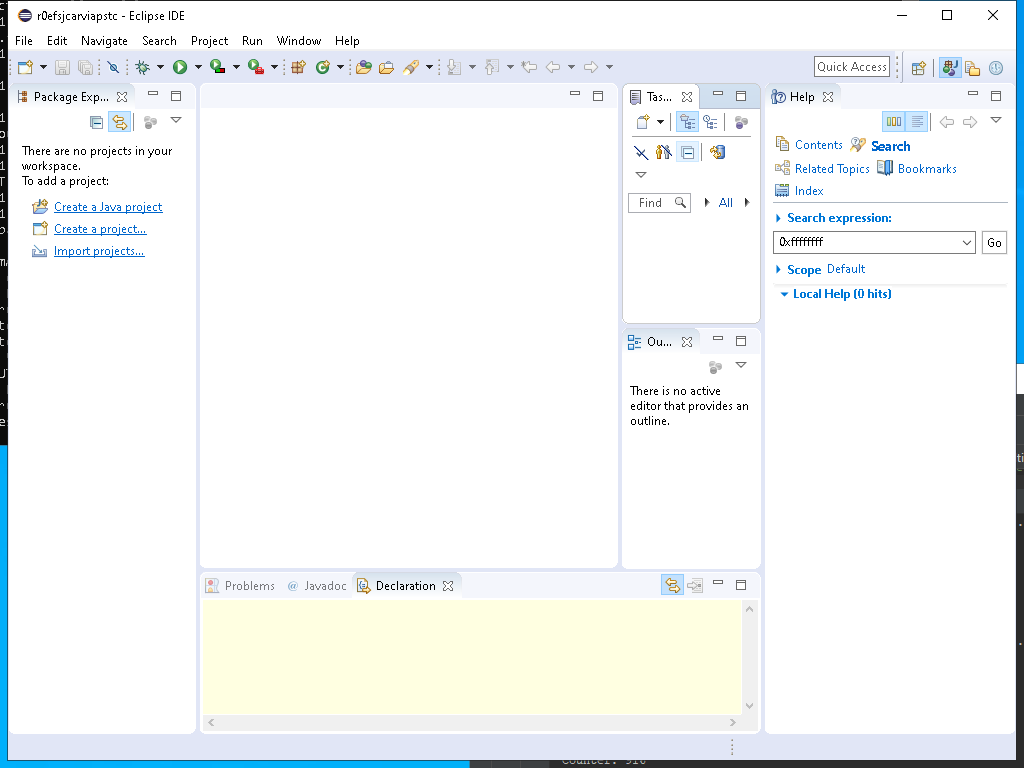 r0efsjcarviapstc - Eclipse IDE
File Edit Navigate Search Project Run Window Help
Quick Access
Package Exp...
Tas...
Help
There are no projects in your
workspace.
To add a project:
Create a Java project
Create a project...
Import projects...
Find
All
Contents
Search
Related Topics
Bookmarks
Index
Search expression:
0xffffffff
Go
Scope Default
Local Help (0 hits)
Ou...
There is no active
editor that provides an
outline.
Problems
@ Javadoc
Declaration